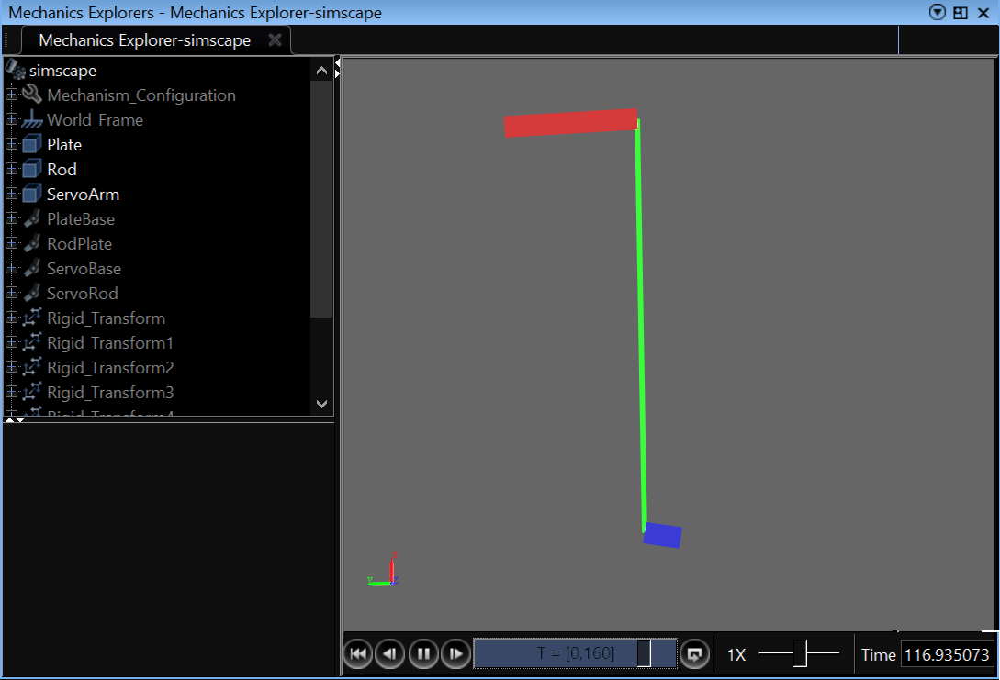 Mechanics Explorers - Mechanics Explorer-simscape
Mechanics Explorer-simscape
simscape
Mechanism_Configuration
World_Frame
Plate
Rod
ServoArm
PlateBase
RodPlate
ServoBase
ServoRod
Rigid_Transform
Rigid_Transform1
Rigid_Transform2
Rigid_Transform3
Rigid_Transform4
T = [0,160]
1X
Time 116.935073